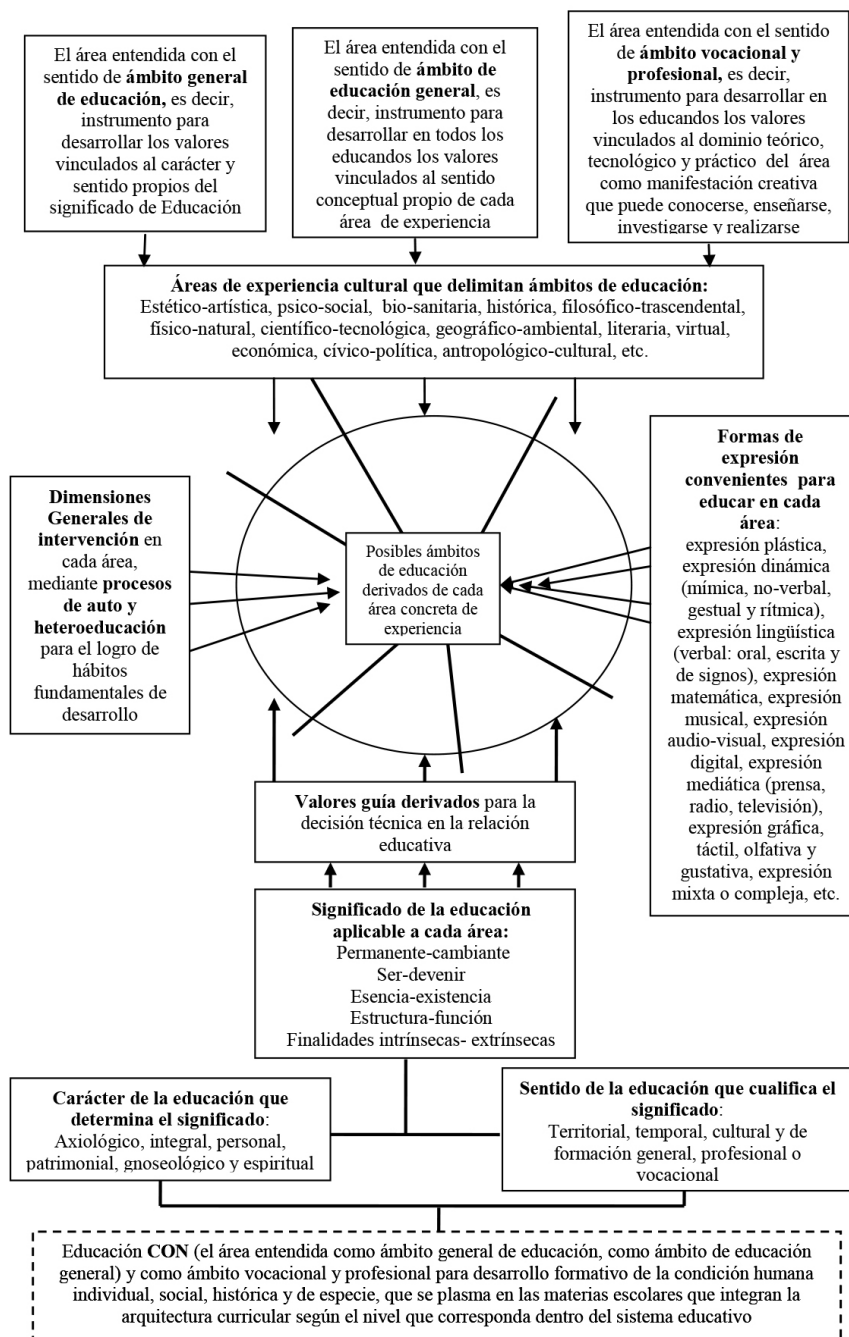 El área entendida con el
sentido de ámbito general
de educación, es decir,
instrumento para
desarrollar los valores
vinculados al carácter y
sentido propios del
significado de Educación
El área entendida con el
sentido de ámbito de
educación general, es
decir, instrumento para
desarrollar en todos los
educandos los valores
vinculados al sentido
conceptual propio de cada
área de experiencia
El área entendida con el sentido
de ámbito vocacional y
profesional, es decir,
instrumento para desarrollar en
los educandos los valores
vinculados al dominio teórico,
tecnológico y práctico del área
como manifestación creativa
que puede conocerse, enseñarse,
investigarse y realizarse
Áreas de experiencia cultural que delimitan ámbitos de educación:
Estético-artística, psico-social, bio-sanitaria, histórica, filosófico-trascendental,
físico-natural, científico-tecnológica, geográfico-ambiental, literaria, virtual,
económica, cívico-política, antropológico-cultural, etc.
Dimensiones
Generales de
intervención en
cada área,
mediante procesos
de auto y
heteroeducación
para el logro de
hábitos
fundamentales de
desarrollo
Posibles ámbitos
de educación
derivados de cada
área concreta de
experiencia
Formas de
expresión
convenientes para
educar en cada
área:
expresión plástica,
expresión dinámica
(mímica, no-verbal,
gestual y rítmica),
expresión lingüística
(verbal: oral, escrita y
de signos), expresión
matemática, expresión
musical, expresión
audio-visual, expresión
digital, expresión
mediática (prensa,
radio, televisión),
expresión gráfica,
táctil, olfativa y
gustativa, expresión
mixta o compleja, etc.
Valores guía derivados para la
decisión técnica en la relación
educativa
Significado de la educación
aplicable a cada área:
Permanente-cambiante
Ser-devenir
Esencia-existencia
Estructura-función
Finalidades intrínsecas- extrínsecas
Carácter de la educación que
determina el significado:
Axiológico, integral, personal,
patrimonial, gnoseológico y espiritual
Sentido de la educación que cualifica el
significado:
Territorial, temporal, cultural y de
formación general, profesional o
vocacional
Educación CON (el área entendida como ámbito general de educación, como ámbito de educación
general) y como ámbito vocacional y profesional para desarrollo formativo de la condición humana
individual, social, histórica y de especie, que se plasma en las materias escolares que integran la
arquitectura curricular según el nivel que corresponda dentro del sistema educativo